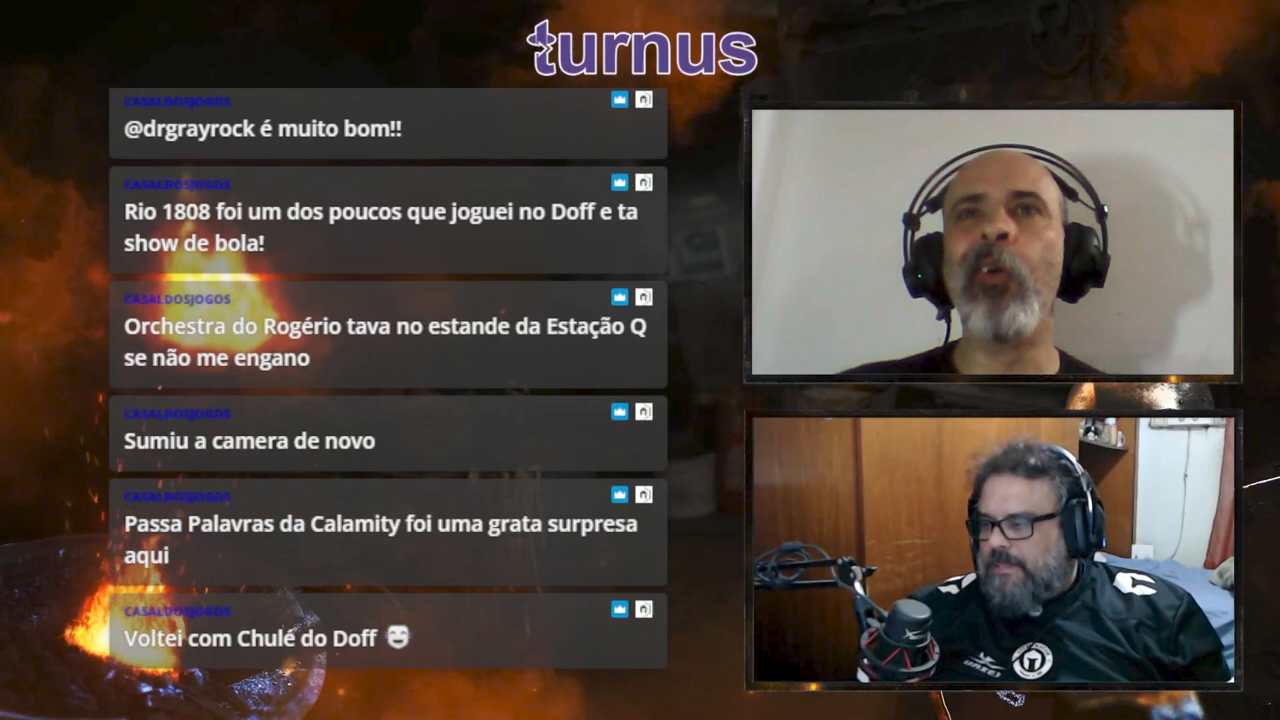 turnus
CASALDOSJOGOS
@drgrayrock é muito bom!!
CASALDOSJOGOS
Rio 1808 foi um dos poucos que joguei no Doff e ta
show de bola!
CASALDOSJOGOS
Orchestra do Rogério tava no estande da Estação Q
se não me engano
CASALDOSJOGOS
Sumiu a camera de novo
CASALDOSJOGOS
Passa Palavras da Calamity foi uma grata surpresa
aqui
CASALDOSJOGOS
Voltei com Chulé do Doff